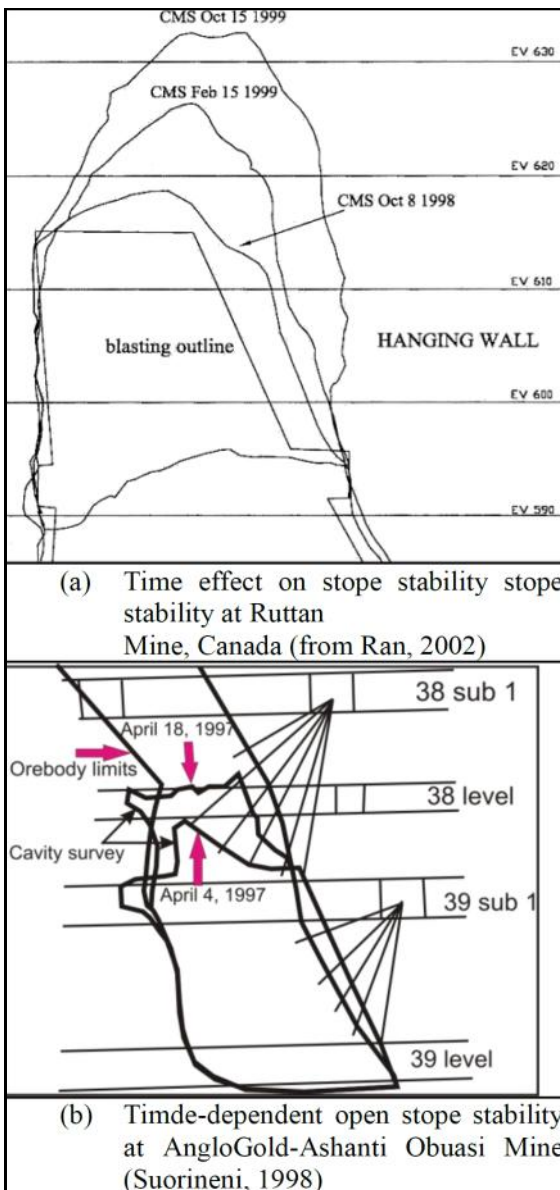 CMS Oct 15 1999
EV 630
CMS Feb 15 1999
EV 620
CMS Oct 8 1998
EV 610
blasting outline
HANGING WALL
EV 600
EV 590
(a) Time effect on stope stability stope
stability at Ruttan
Mine, Canada (from Ran, 2002)
38 sub 1
April 18, 1997
Orebody limits
38 level
Cavity survey
April 4, 1997
39 sub 1
39 level
(b) Timde-dependent open stope stability
at AngloGold-Ashanti Obuasi Mine
(Suorineni, 1998)